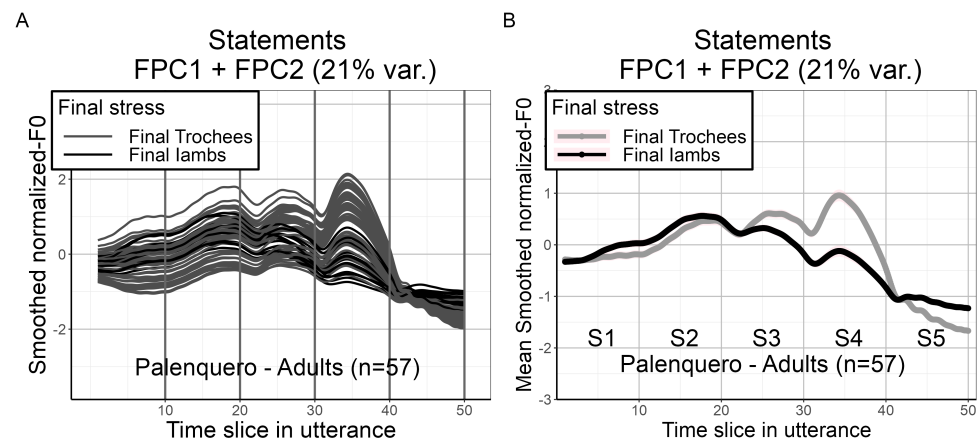 A
Statements
FPC1 + FPC2 (21% var.)
Final stress
Final Trochees
Final Iambs
Smoothed normalized-F0
2
0
-2
Palenquero - Adults (n=57)
10 20 30 40 50
Time slice in utterance
B
Statements
FPC1 + FPC2 (21% var.)
Final stress
Final Trochees
Final Iambs
Mean Smoothed normalized-F0
1
0
-1
-2
-3
S1 S2 S3 S4 S5
Palenquero - Adults (n=57)
10 20 30 40 50
Time slice in utterance